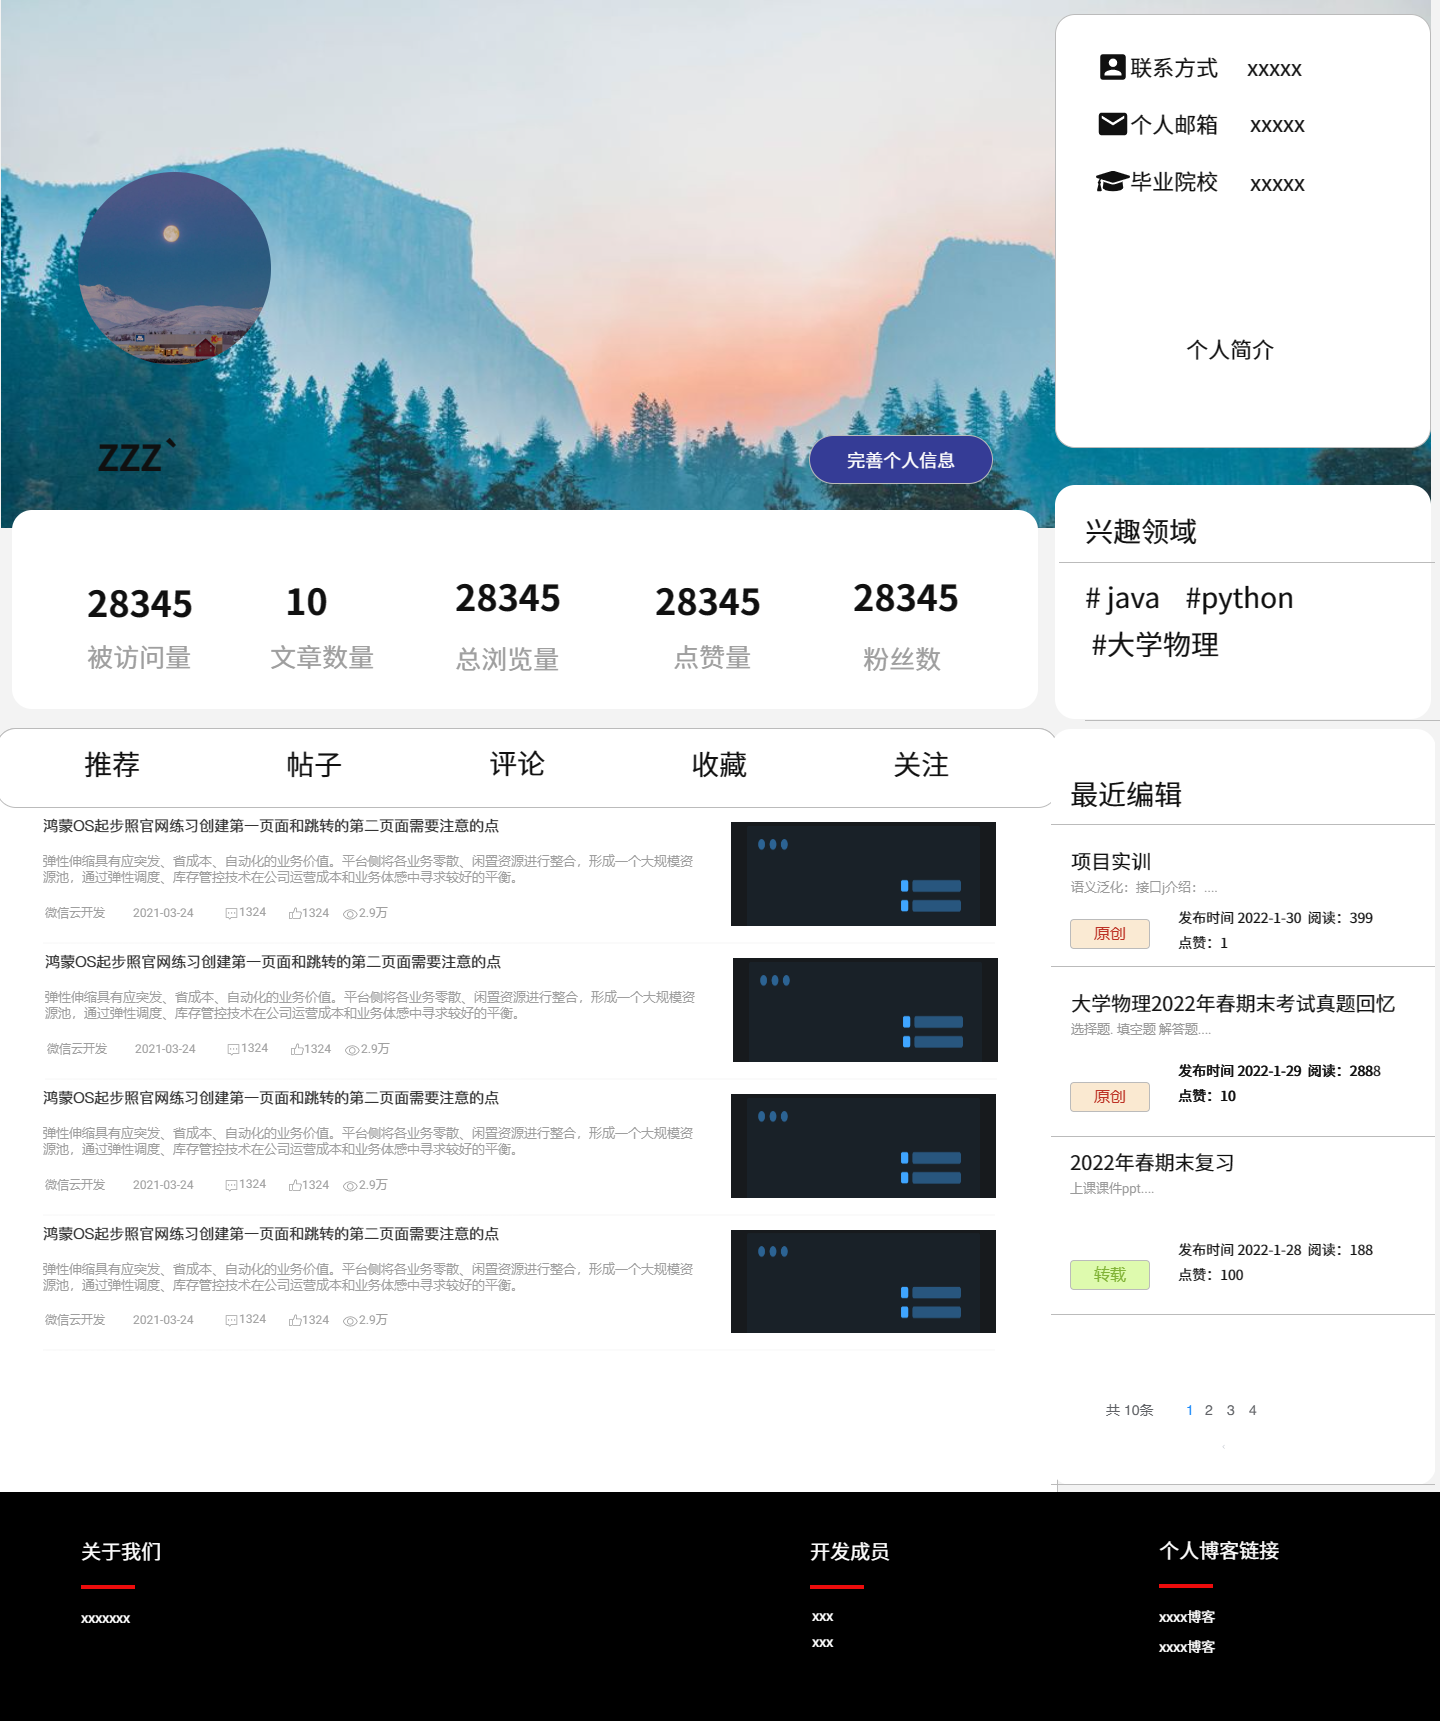 联系方式 xxxxx
个人邮箱 xxxxx
毕业院校 xxxxx
个人简介
zzz`
完善个人信息
兴趣领域
# java #python
#大学物理
28345 10 28345 28345 28345
被访问量 文章数量 总浏览量 点赞量 粉丝数
推荐 帖子 评论 收藏 关注
鸿蒙OS起步照官网练习创建第一页面和跳转的第二页面需要注意的点
弹性伸缩具有应突发、省成本、自动化的业务价值。平台侧将各业务零散、闲置资源进行整合，形成一个大规模资
源池，通过弹性调度、库存管控技术在公司运营成本和业务体感中寻求较好的平衡。
微信云开发 2021-03-24 1324 1324 2.9万
鸿蒙OS起步照官网练习创建第一页面和跳转的第二页面需要注意的点
弹性伸缩具有应突发、省成本、自动化的业务价值。平台侧将各业务零散、闲置资源进行整合，形成一个大规模资
源池，通过弹性调度、库存管控技术在公司运营成本和业务体感中寻求较好的平衡。
微信云开发 2021-03-24 1324 1324 2.9万
鸿蒙OS起步照官网练习创建第一页面和跳转的第二页面需要注意的点
弹性伸缩具有应突发、省成本、自动化的业务价值。平台侧将各业务零散、闲置资源进行整合，形成一个大规模资
源池，通过弹性调度、库存管控技术在公司运营成本和业务体感中寻求较好的平衡。
微信云开发 2021-03-24 1324 1324 2.9万
鸿蒙OS起步照官网练习创建第一页面和跳转的第二页面需要注意的点
弹性伸缩具有应突发、省成本、自动化的业务价值。平台侧将各业务零散、闲置资源进行整合，形成一个大规模资
源池，通过弹性调度、库存管控技术在公司运营成本和业务体感中寻求较好的平衡。
微信云开发 2021-03-24 1324 1324 2.9万
最近编辑
项目实训
语义泛化：接口j介绍：....
原创
发布时间 2022-1-30 阅读：399
点赞：1
大学物理2022年春期末考试真题回忆
选择题. 填空题 解答题....
原创
发布时间 2022-1-29 阅读：2888
点赞：10
2022年春期末复习
上课课件ppt....
转载
发布时间 2022-1-28 阅读：188
点赞：100
共 10条 1 2 3 4
关于我们
xxxxxxx
开发成员
xxx
xxx
个人博客链接
xxxx博客
xxxx博客